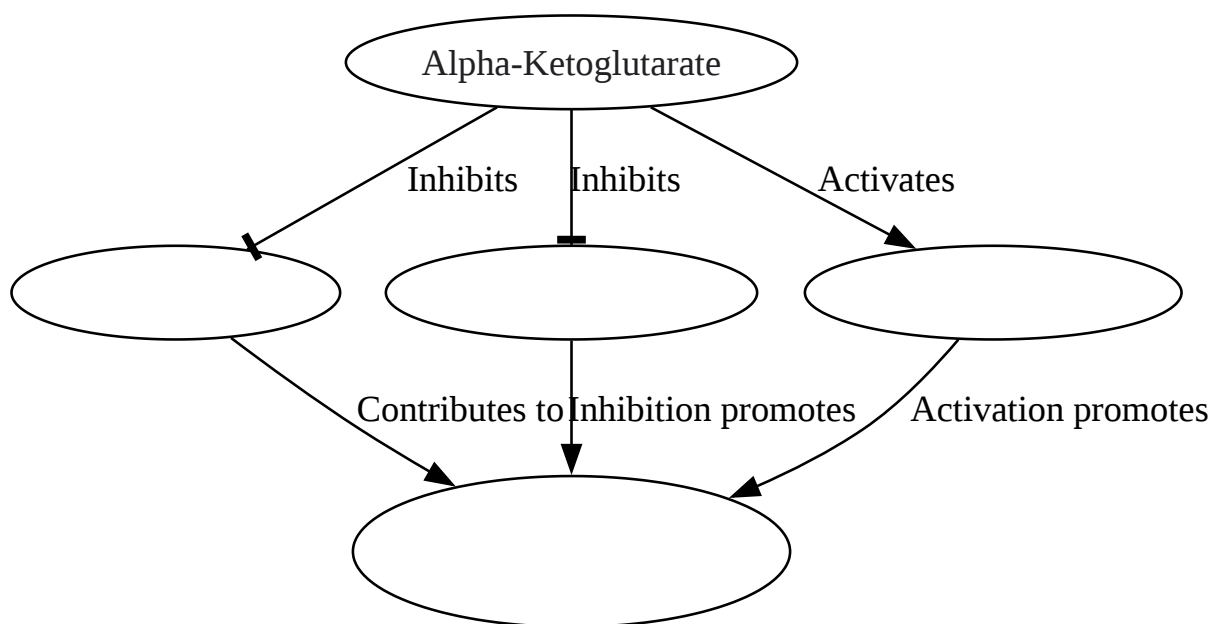 Alpha-Ketoglutarate
Inhibits
Inhibits
Activates
Contributes to
Inhibition promotes
Activation promotes